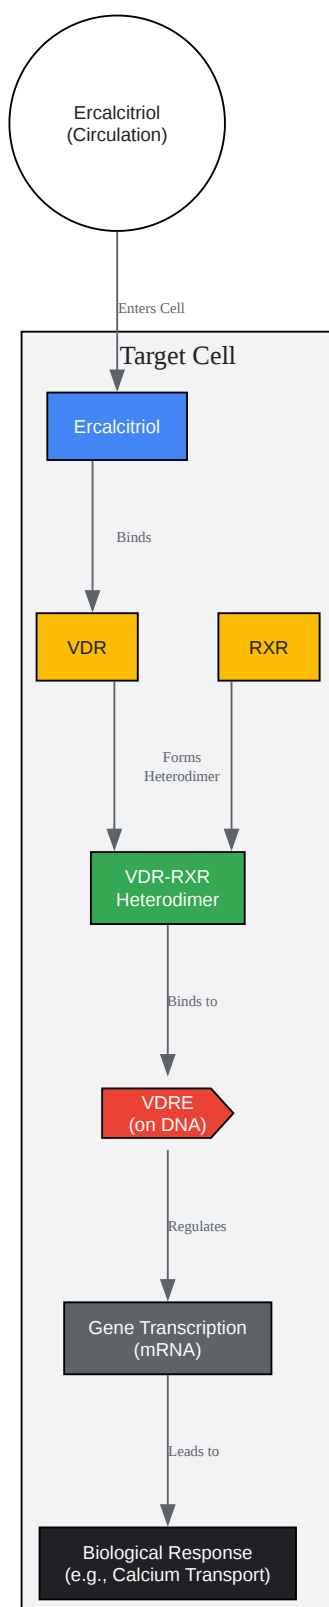 Ercalcitriol
(Circulation)
Enters Cell
Target Cell
Ercalcitriol
Binds
VDR
RXR
Forms
Heterodimer
VDR-RXR
Heterodimer
Binds to
VDRE
(on DNA)
Regulates
Gene Transcription
(mRNA)
Leads to
Biological Response
(e.g., Calcium Transport)